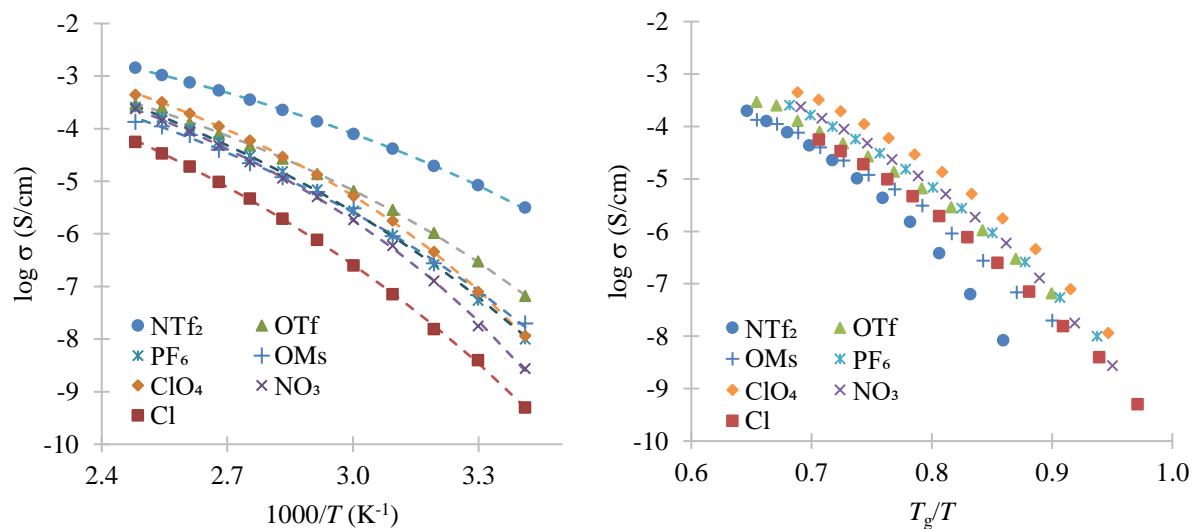 -2
-3
-4
-5
-6
-7
-8
-9
-10
log σ (S/cm)
NTf₂ OTf
PF₆ OMs
ClO₄ NO₃
Cl
2.4 2.7 3.0 3.3
1000/T (K⁻¹)
-2
-3
-4
-5
-6
-7
-8
-9
-10
log σ (S/cm)
NTf₂ OTf
OMs PF₆
ClO₄ NO₃
Cl
0.6 0.7 0.8 0.9 1.0
Tg/T